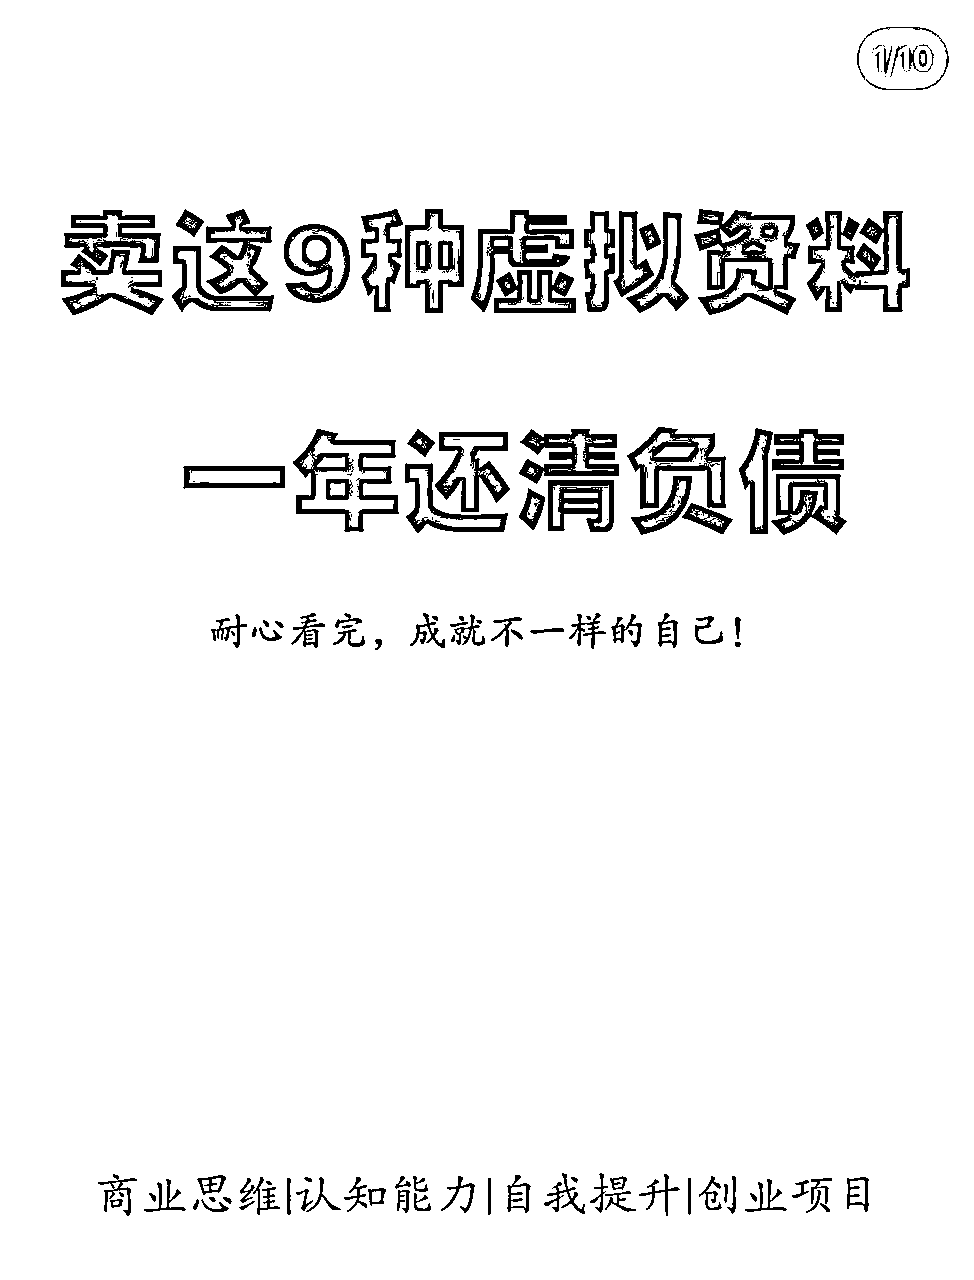 1/10
卖这9种虚拟资料
一年还清负债
耐心看完，成就不一样的自己！
商业思维|认知能力|自我提升|创业项目